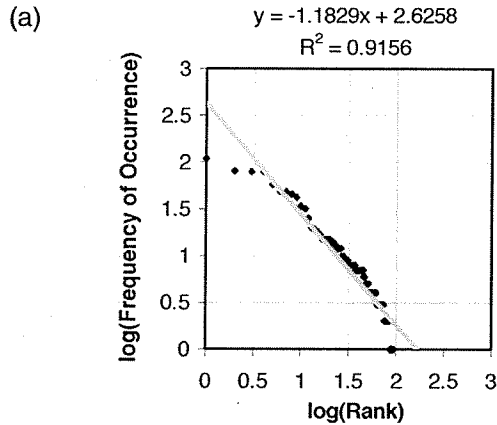 (a)
y = -1.1829x + 2.6258
R² = 0.9156
log(Frequency of Occurrence)
3
2.5
2
1.5
1
0.5
0
0 0.5 1 1.5 2 2.5 3
log(Rank)